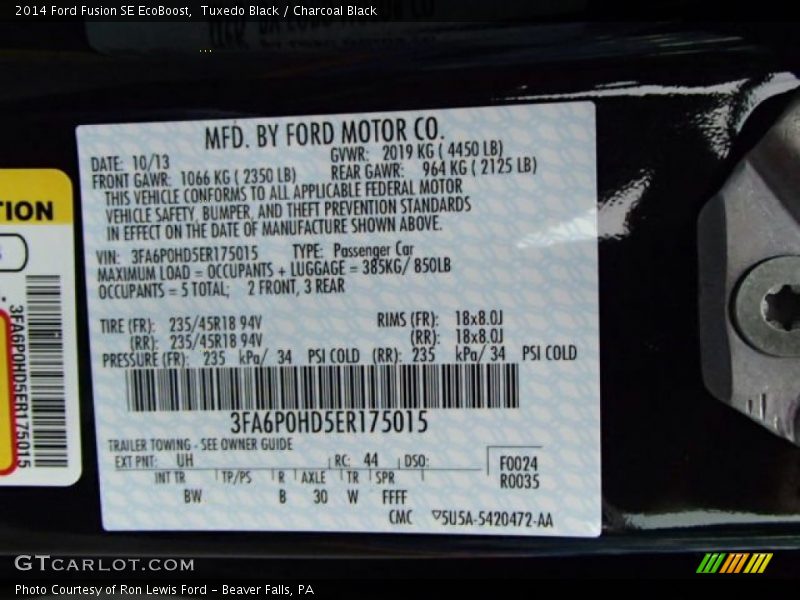 2014 Ford Fusion SE EcoBoost, Tuxedo Black / Charcoal Black
MFD. BY FORD MOTOR CO.
DATE: 10/13 GVWR: 2019 KG ( 4450 LB)
FRONT GAWR: 1066 KG ( 2350 LB) REAR GAWR: 964 KG ( 2125 LB)
THIS VEHICLE CONFORMS TO ALL APPLICABLE FEDERAL MOTOR
VEHICLE SAFETY, BUMPER, AND THEFT PREVENTION STANDARDS
IN EFFECT ON THE DATE OF MANUFACTURE SHOWN ABOVE.
VIN: 3FA6P0HD5ER175015 TYPE: Passenger Car
MAXIMUM LOAD = OCCUPANTS + LUGGAGE = 385KG/ 850LB
OCCUPANTS = 5 TOTAL; 2 FRONT, 3 REAR
TIRE (FR): 235/45R18 94V RIMS (FR): 18x8.0J
(RR): 235/45R18 94V (RR): 18x8.0J
PRESSURE (FR): 235 kPa/ 34 PSI COLD (RR): 235 kPa/ 34 PSI COLD
3FA6P0HD5ER175015
TRAILER TOWING - SEE OWNER GUIDE
EXT PNT: UH RC: 44 DSO: F0024
R0035
INT TR TP/PS R AXLE TR SPR
BW B 30 W FFFF
CMC ▽5U5A-5420472-AA
TION
3FA6P0HD5ER175015
GTCARLOT.COM
Photo Courtesy of Ron Lewis Ford – Beaver Falls, PA